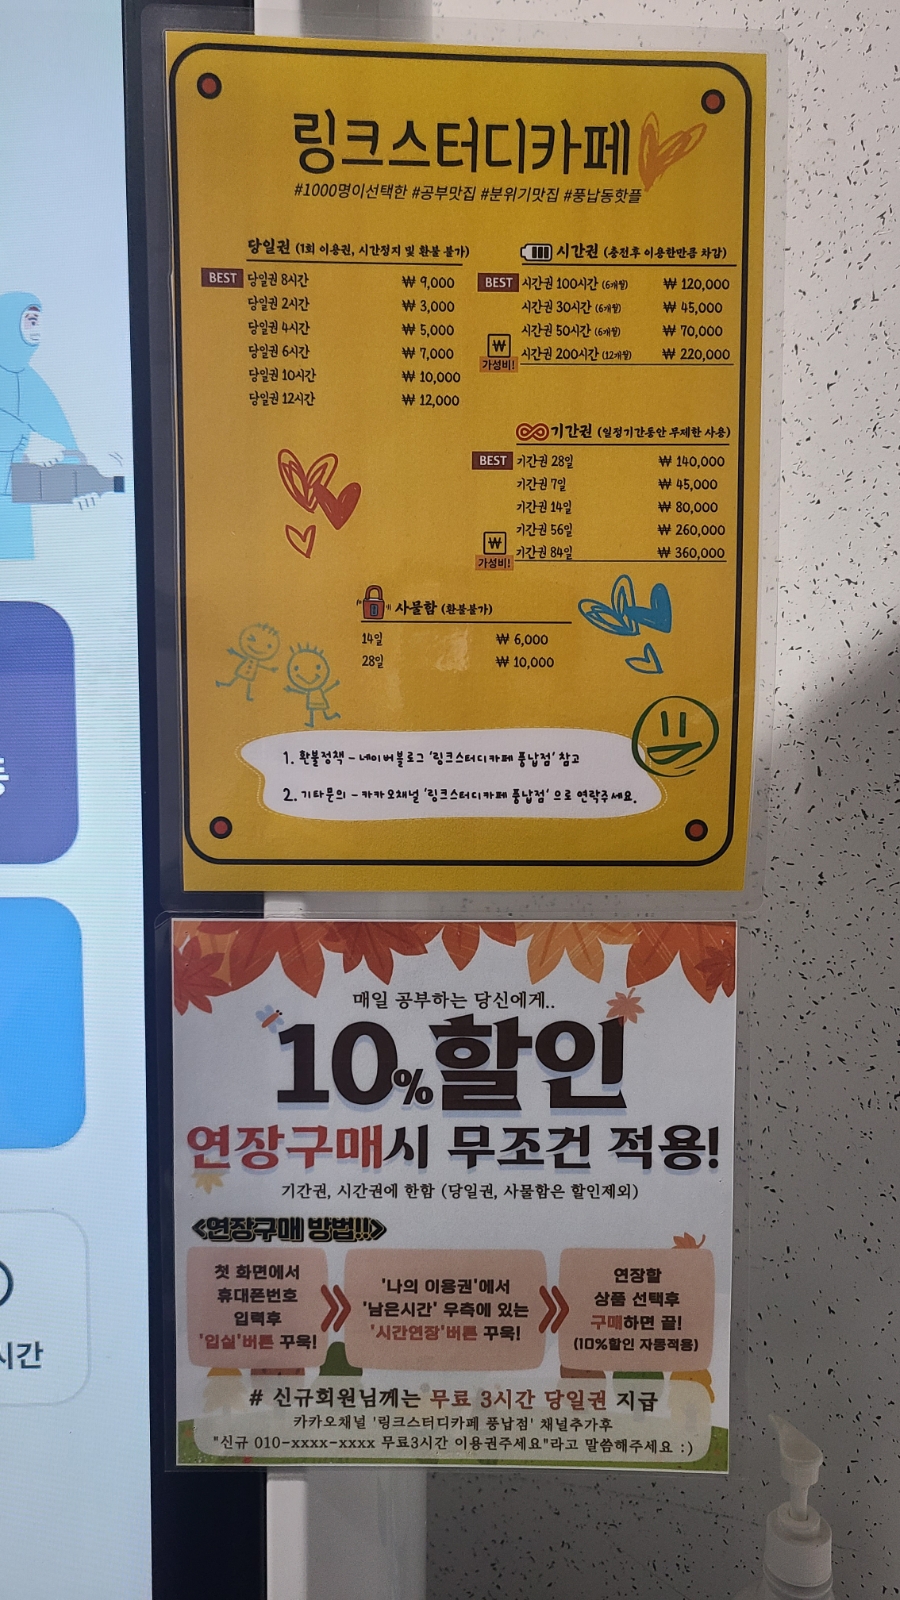 링크스터디카페
#1000명이선택한 #공부맛집 #분위기맛집 #풍납동핫플
당일권 (1회 이용권, 시간정지 및 환불 불가)
BEST 당일권 8시간 ₩ 9,000
당일권 2시간 ₩ 3,000
당일권 4시간 ₩ 5,000
당일권 6시간 ₩ 7,000
당일권 10시간 ₩ 10,000
당일권 12시간 ₩ 12,000
시간권 (충전후 이용한만큼 차감)
BEST 시간권 100시간 (6개월) ₩ 120,000
시간권 30시간 (6개월) ₩ 45,000
시간권 50시간 (6개월) ₩ 70,000
₩ 가성비! 시간권 200시간 (12개월) ₩ 220,000
기간권 (일정기간동안 무제한 사용)
BEST 기간권 28일 ₩ 140,000
기간권 7일 ₩ 45,000
기간권 14일 ₩ 80,000
기간권 56일 ₩ 260,000
₩ 가성비! 기간권 84일 ₩ 360,000
사물함 (환불불가)
14일 ₩ 6,000
28일 ₩ 10,000
1. 환불정책 - 네이버블로그 '링크스터디카페 풍납점' 참고
2. 기타문의 - 카카오채널 '링크스터디카페 풍납점' 으로 연락주세요.
매일 공부하는 당신에게..
10% 할인
연장구매시 무조건 적용!
기간권, 시간권에 한함 (당일권, 사물함은 할인제외)
<연장구매 방법!!>
첫 화면에서
휴대폰번호
입력후
'입실'버튼 꾸욱!
'나의 이용권'에서
'남은시간' 우측에 있는
'시간연장'버튼 꾸욱!
연장할
상품 선택후
구매하면 끝!
(10%할인 자동적용)
# 신규회원님께는 무료 3시간 당일권 지급
카카오채널 '링크스터디카페 풍납점' 채널추가후
"신규 010-xxxx-xxxx 무료3시간 이용권주세요"라고 말씀해주세요 :)
시간